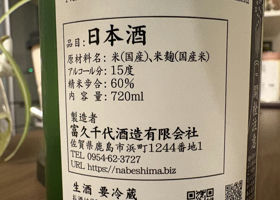 品目:日本酒
原材料名:米(国産)、米麹(国産米)
アルコール分:15度
精米歩合:60%
内 容 量:720ml
製造者
富久千代酒造有限会社
佐賀県鹿島市浜町1244番地1
TEL 0954-62-3727
URL https://nabeshima.biz
生酒 要冷蔵